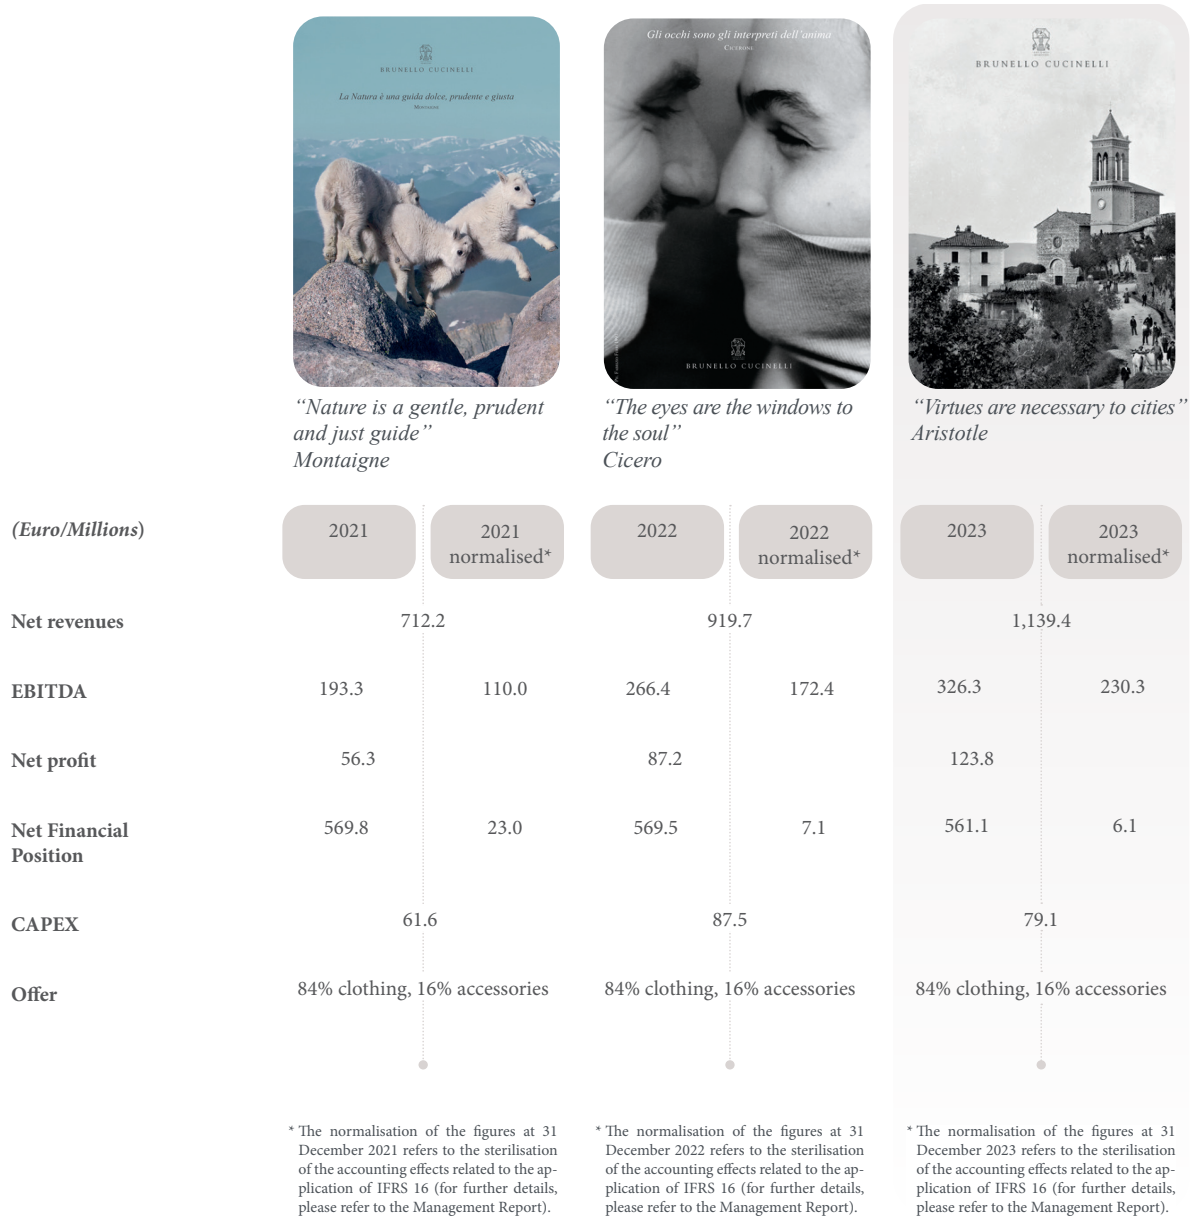 BRUNELLO CUCINELLI
La Natura è una guida dolce, prudente e giusta
MONTAIGNE
Gli occhi sono gli interpreti dell'anima
CICERONE
BRUNELLO CUCINELLI
BRUNELLO CUCINELLI
“Nature is a gentle, prudent
and just guide”
Montaigne
“The eyes are the windows to
the soul”
Cicero
“Virtues are necessary to cities”
Aristotle
(Euro/Millions) 2021 2021 normalised* 2022 2022 normalised* 2023 2023 normalised*
Net revenues 712.2 919.7 1,139.4
EBITDA 193.3 110.0 266.4 172.4 326.3 230.3
Net profit 56.3 87.2 123.8
Net Financial 569.8 23.0 569.5 7.1 561.1 6.1
Position
CAPEX 61.6 87.5 79.1
Offer 84% clothing, 16% accessories 84% clothing, 16% accessories 84% clothing, 16% accessories
* The normalisation of the figures at 31
December 2021 refers to the sterilisation
of the accounting effects related to the ap-
plication of IFRS 16 (for further details,
please refer to the Management Report).
* The normalisation of the figures at 31
December 2022 refers to the sterilisation
of the accounting effects related to the ap-
plication of IFRS 16 (for further details,
please refer to the Management Report).
* The normalisation of the figures at 31
December 2023 refers to the sterilisation
of the accounting effects related to the ap-
plication of IFRS 16 (for further details,
please refer to the Management Report).